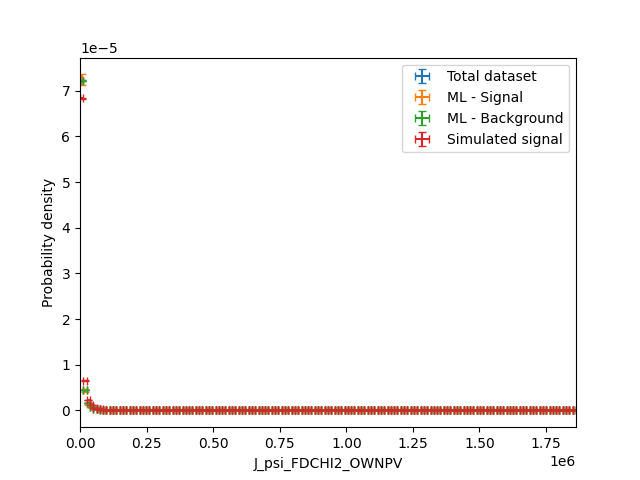 1e−5
Total dataset
ML - Signal
ML - Background
Simulated signal
Probability density
7
6
5
4
3
2
1
0
0.00 0.25 0.50 0.75 1.00 1.25 1.50 1.75
1e6
J_psi_FDCHI2_OWNPV